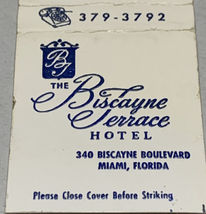 379-3792
BT
THE
Biscayne
Terrace
HOTEL
340 BISCAYNE BOULEVARD
MIAMI, FLORIDA
Please Close Cover Before Striking